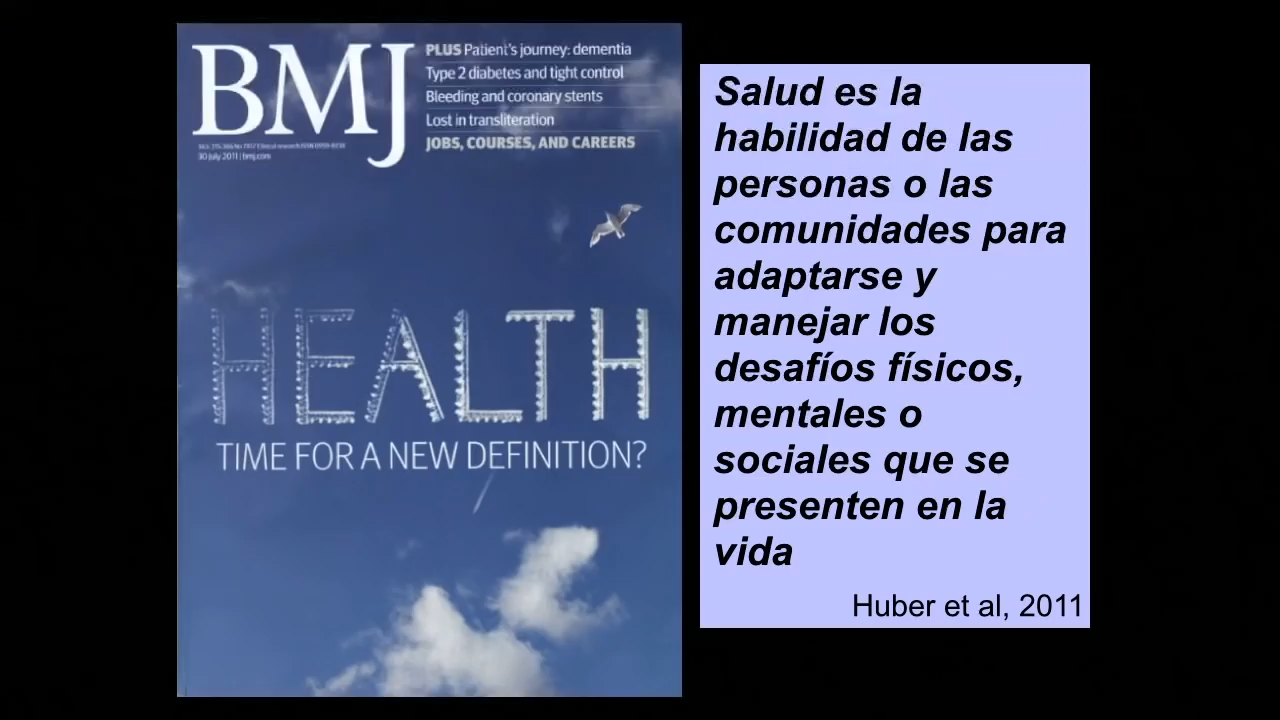 BMJ
PLUS Patient's journey: dementia
Type 2 diabetes and tight control
Bleeding and coronary stents
Lost in transliteration
JOBS, COURSES, AND CAREERS
30 July 2011 | bmj.com
HEALTH
TIME FOR A NEW DEFINITION?
Salud es la
habilidad de las
personas o las
comunidades para
adaptarse y
manejar los
desafíos físicos,
mentales o
sociales que se
presenten en la
vida
Huber et al, 2011